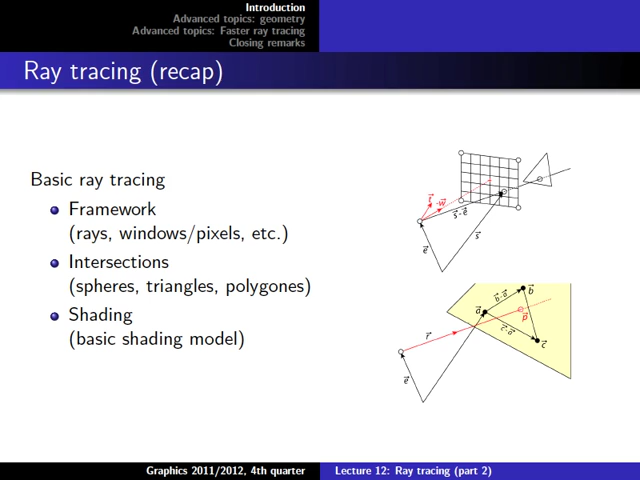 Introduction
Advanced topics: geometry
Advanced topics: Faster ray tracing
Closing remarks
Ray tracing (recap)
Basic ray tracing
Framework
(rays, windows/pixels, etc.)
Intersections
(spheres, triangles, polygones)
Shading
(basic shading model)
-w
s-e
e
s
a
b-a
b
c-a
c
p
r
e
Graphics 2011/2012, 4th quarter
Lecture 12: Ray tracing (part 2)